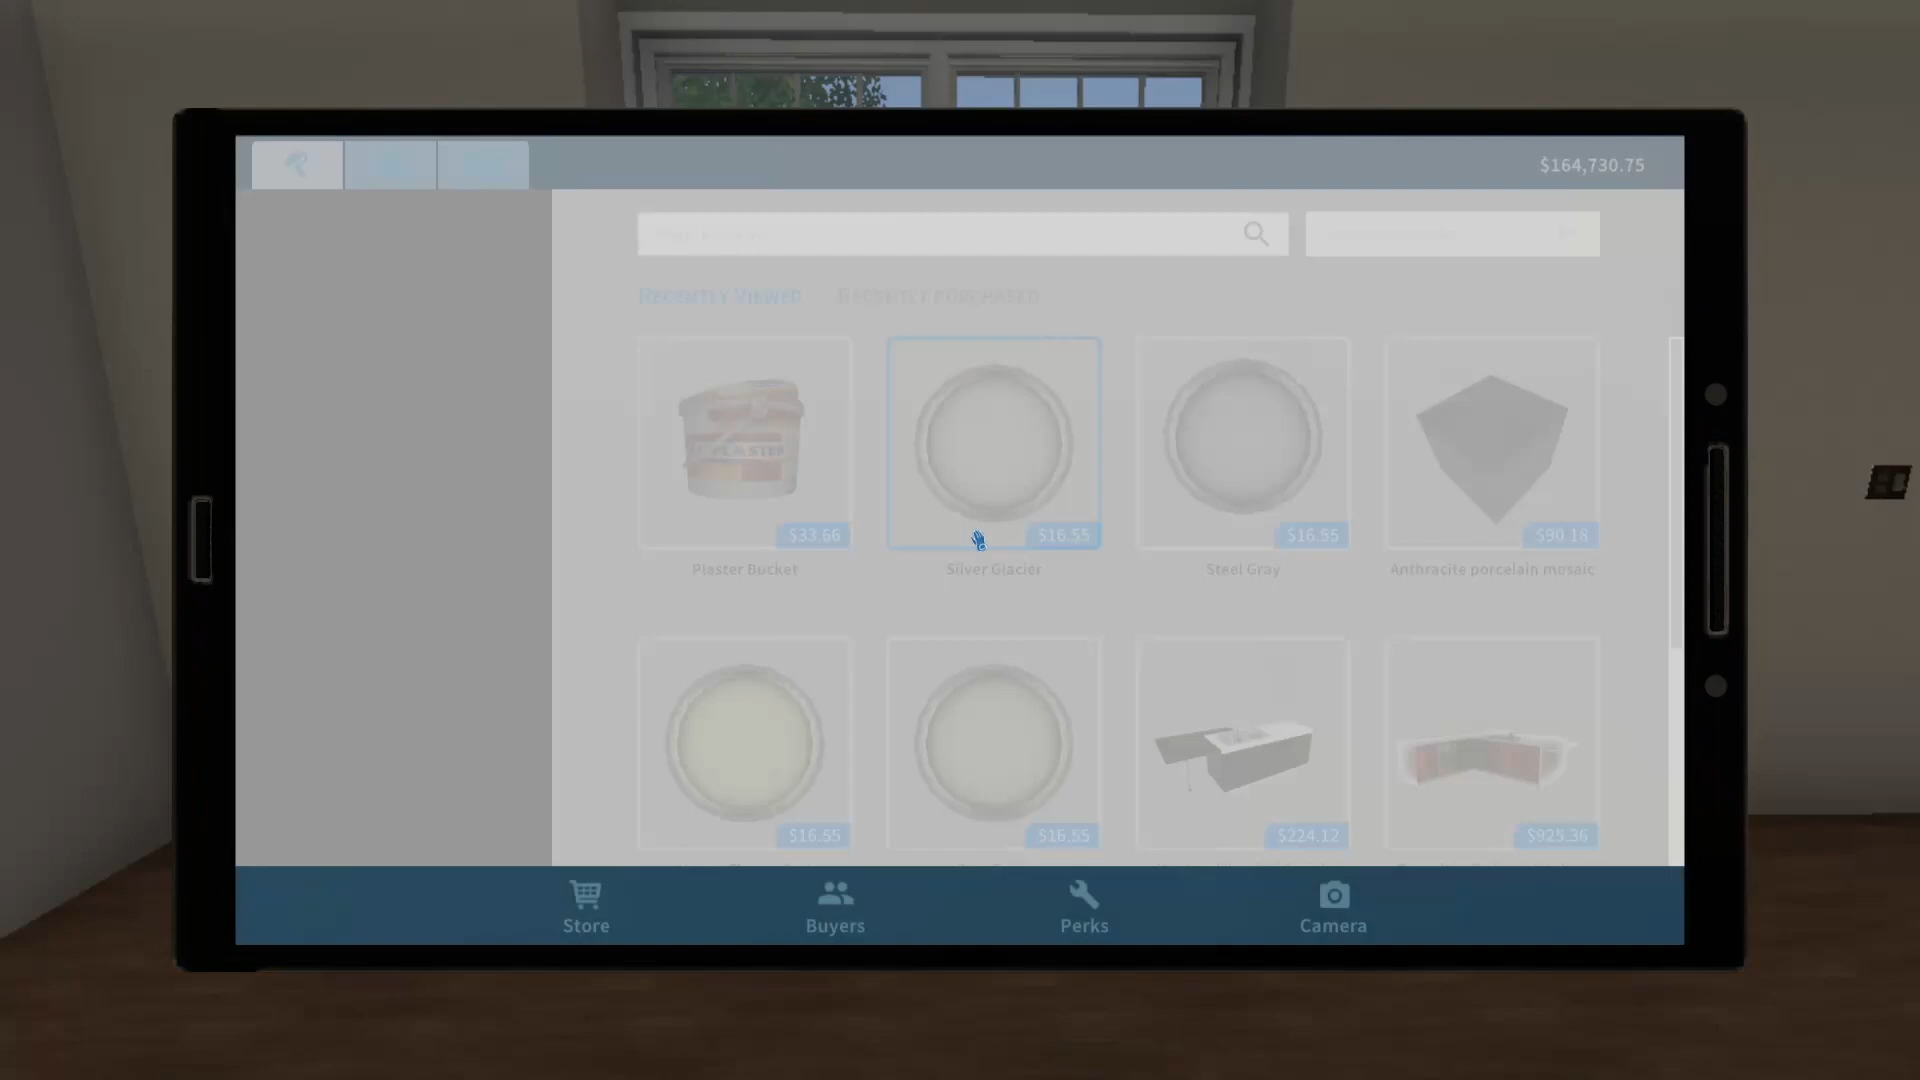 $164,730.75
Recently Viewed Recently purchased
PLASTER
$33.66 $16.55 $16.55 $90.18
Plaster Bucket Silver Glacier Steel Gray Anthracite porcelain mosaic
$16.55 $16.55 $224.12 $925.36
Store Buyers Perks Camera